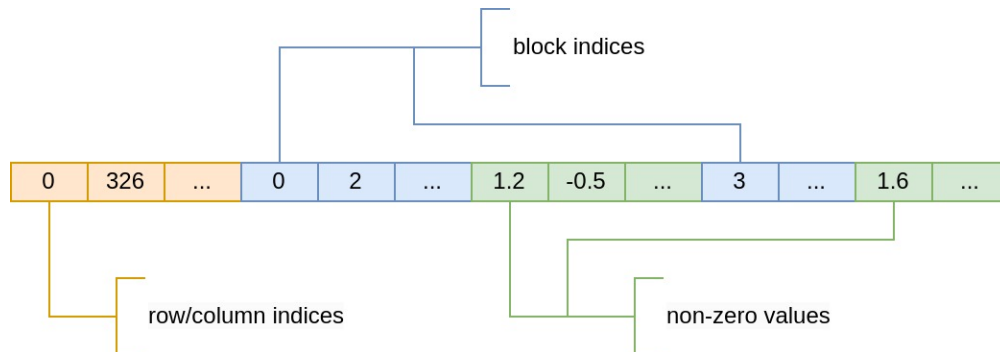 block indices
0 326 ... 0 2 ... 1.2 -0.5 ... 3 ... 1.6 ...
row/column indices
non-zero values